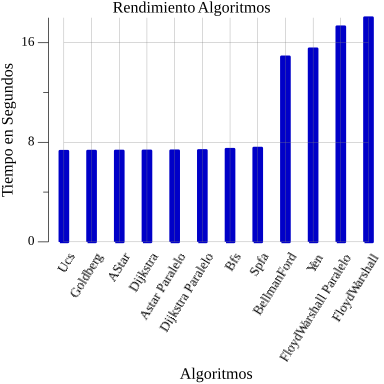 Rendimiento Algoritmos
Tiempo en Segundos
16
8
0
Ucs
Goldberg
AStar
Dijkstra
Astar Paralelo
Dijkstra Paralelo
Bfs
Spfa
BellmanFord
Yen
FloydWarshall Paralelo
FloydWarshall
Algoritmos